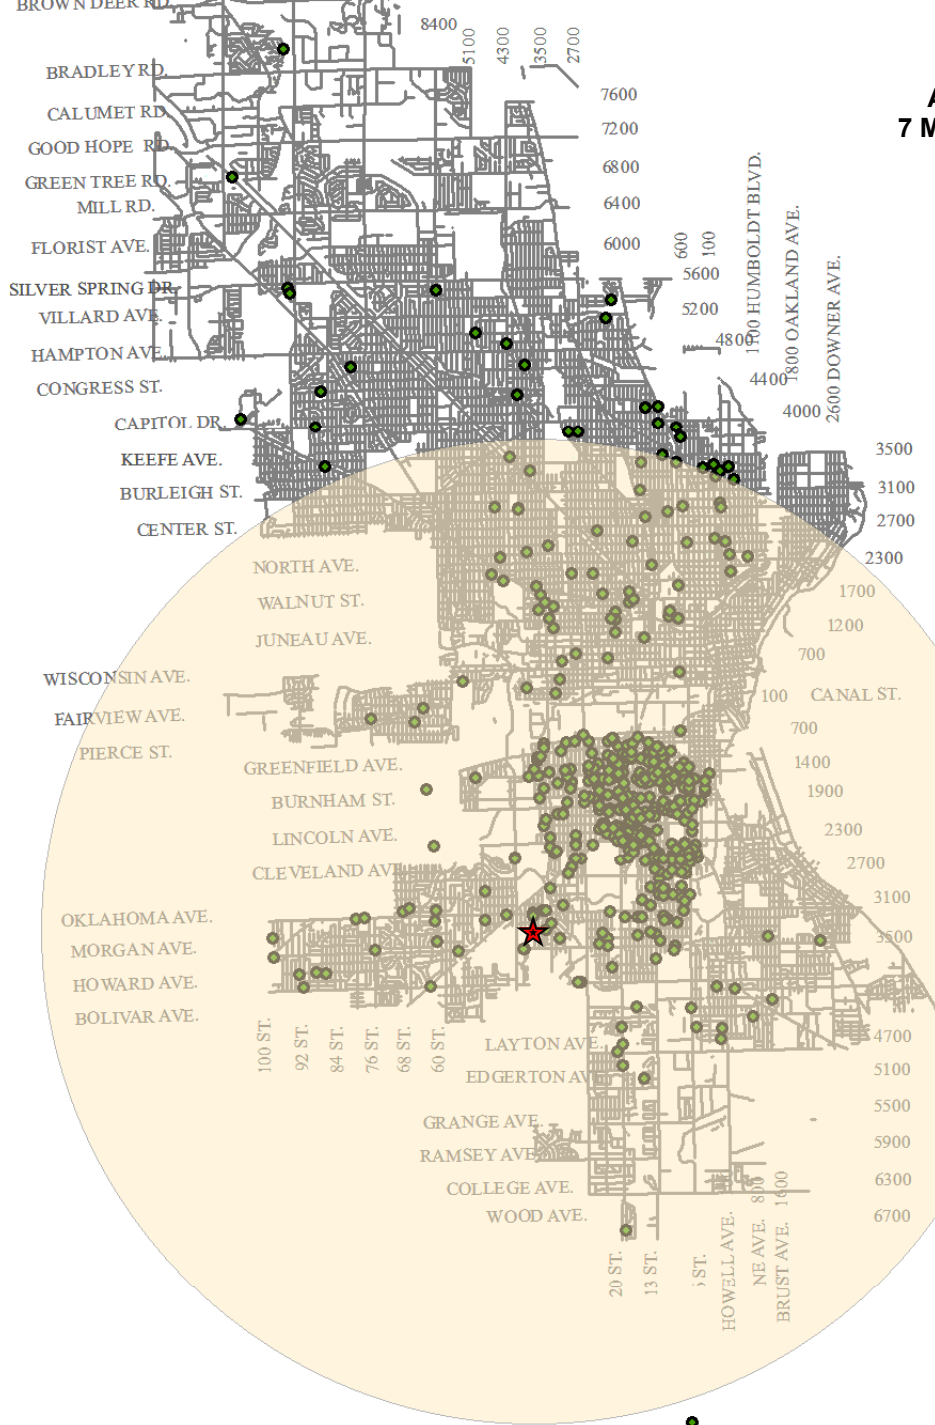 BROWN DEER RD.
8400
5100
4300
3500
2700
BRADLEY RD.
7600
A
7 M
CALUMET RD
7200
GOOD HOPE RD.
6800
GREEN TREE RD.
MILL RD.
6400
1100 HUMBOLDT BLVD.
1800 OAKLAND AVE.
2600 DOWNER AVE.
FLORIST AVE.
6000
600
100
5600
SILVER SPRING DR.
5200
VILLARD AVE.
4800
HAMPTON AVE.
4400
CONGRESS ST.
4000
CAPITOL DR.
3500
KEEFE AVE.
3100
BURLEIGH ST.
2700
CENTER ST.
2300
NORTH AVE.
1700
WALNUT ST.
1200
JUNEAU AVE.
700
WISCONSIN AVE.
100 CANAL ST.
FAIRVIEW AVE.
700
PIERCE ST.
1400
GREENFIELD AVE.
1900
BURNHAM ST.
2300
LINCOLN AVE.
2700
CLEVELAND AVE
3100
OKLAHOMA AVE.
3500
MORGAN AVE.
HOWARD AVE.
BOLIVAR AVE.
100 ST.
92 ST.
84 ST.
76 ST.
68 ST.
60 ST.
LAYTON AVE.
4700
EDGERTON AVE
5100
5500
GRANGE AVE.
5900
RAMSEY AVE
6300
COLLEGE AVE.
800
1600
WOOD AVE.
6700
20 ST.
13 ST.
ST.
HOWELL AVE.
NE AVE.
BRUST AVE.